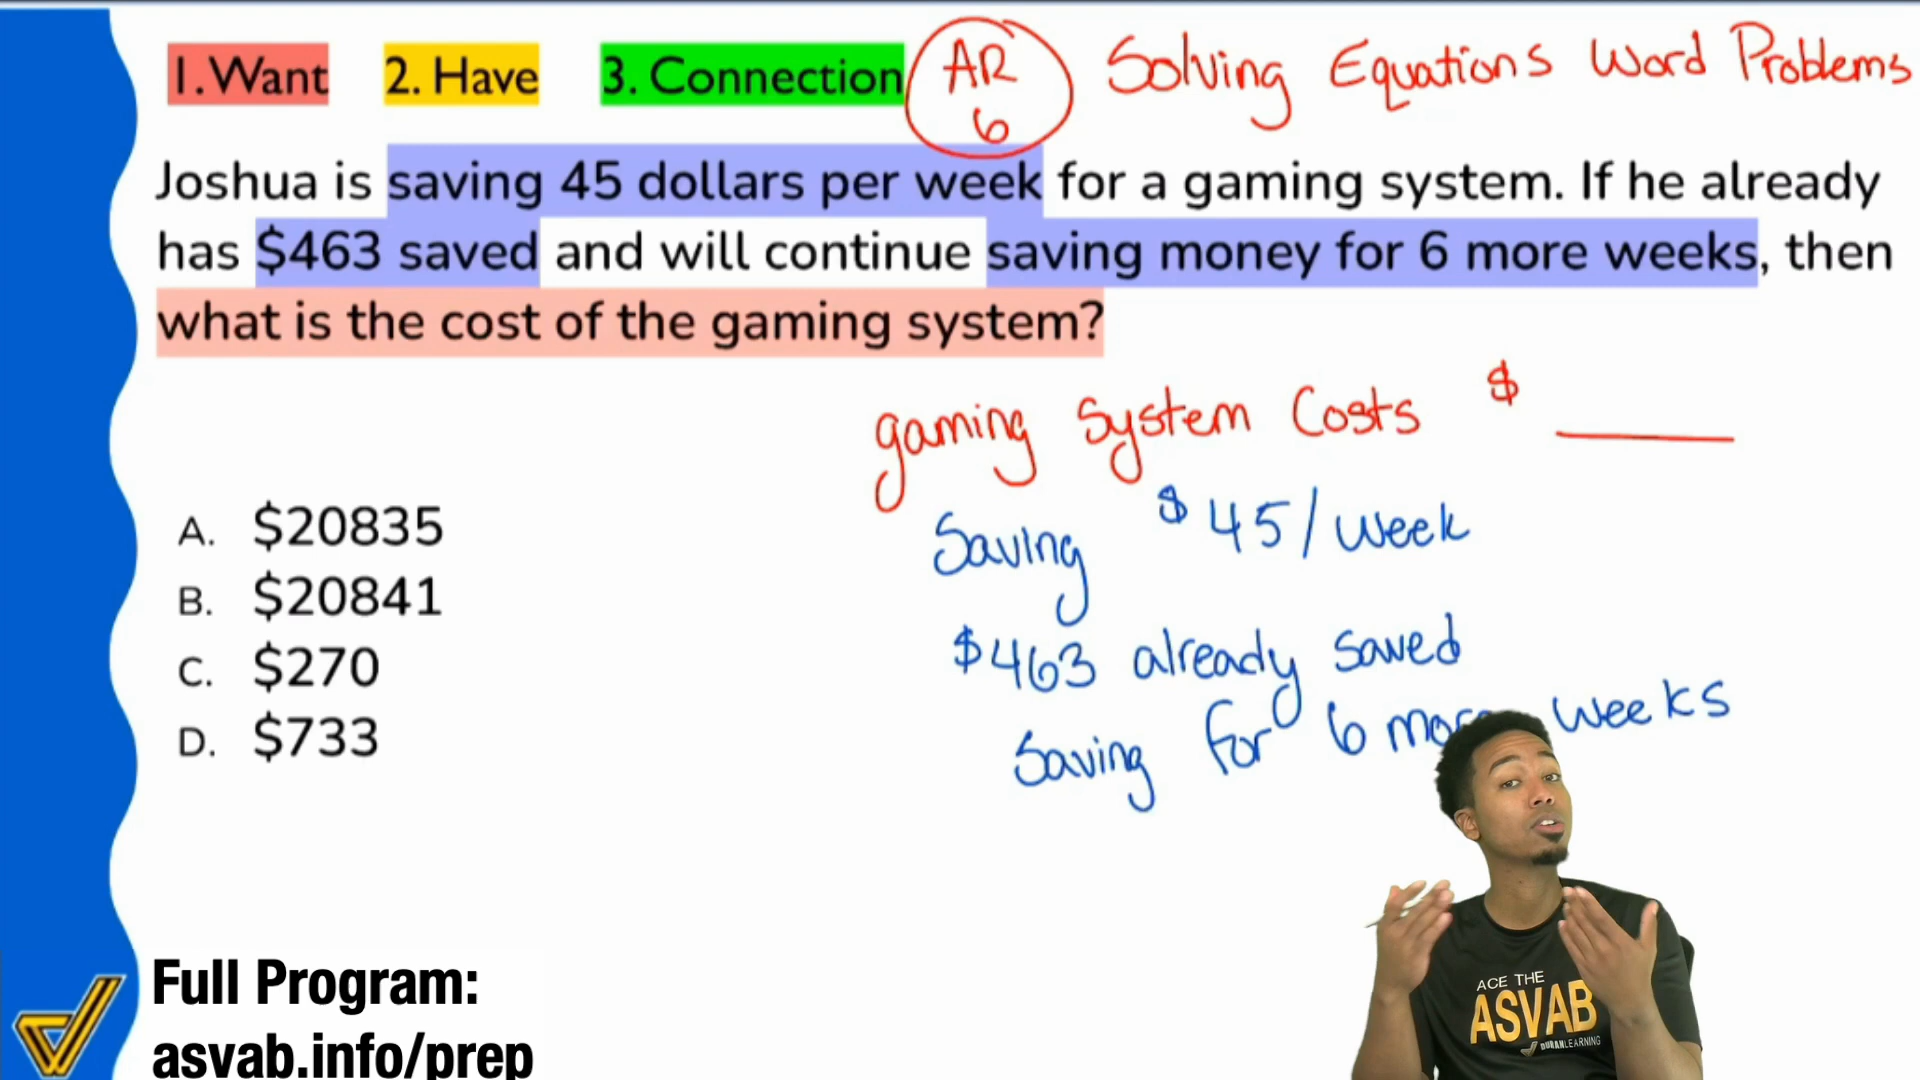 1. Want 2. Have 3. Connection AR 6 Solving Equations Word Problems
Joshua is saving 45 dollars per week for a gaming system. If he already
has $463 saved and will continue saving money for 6 more weeks, then
what is the cost of the gaming system?
gaming system Costs $
Saving $45/week
$463 already saved
Saving for 6 more weeks
A. $20835
B. $20841
C. $270
D. $733
Full Program:
asvab.info/prep
ACE THE
ASVAB
DURANLEARNING